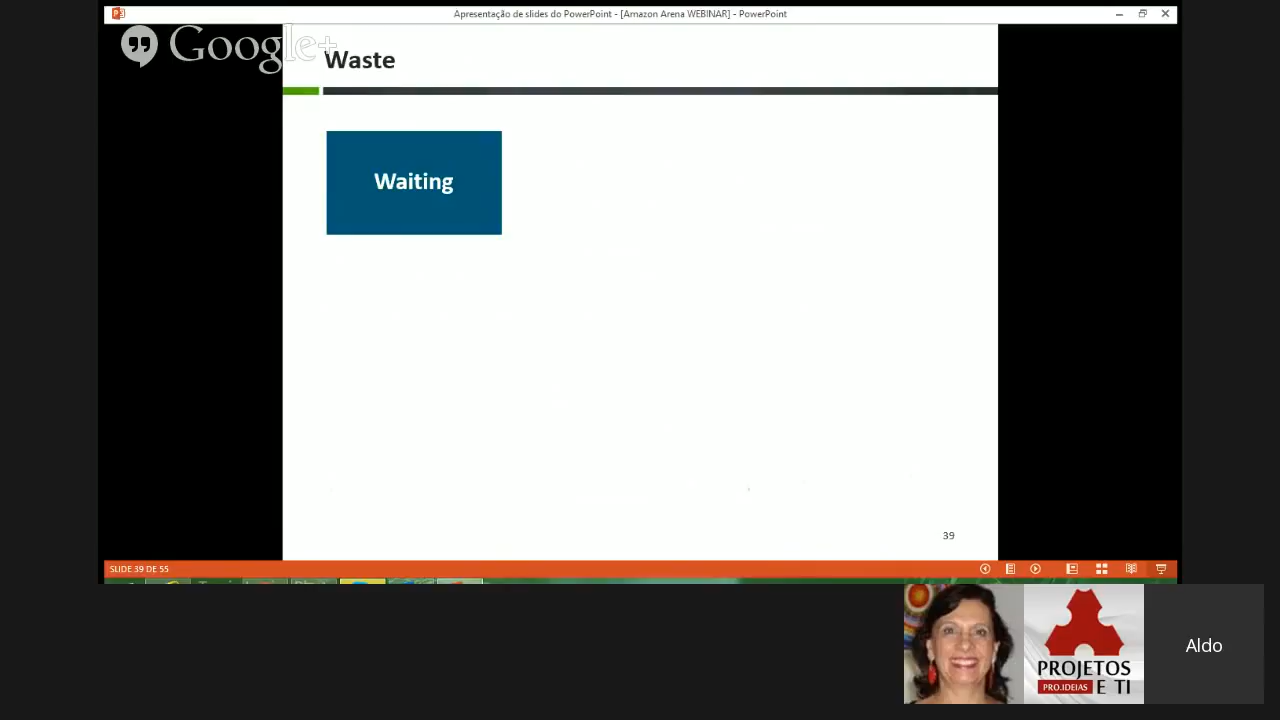 Apresentação de slides do PowerPoint - [Amazon Arena WEBINAR] - PowerPoint
Google+
Waste
Waiting
39
SLIDE 39 DE 55
PROJETOS
PRO.IDEIAS E TI
Aldo